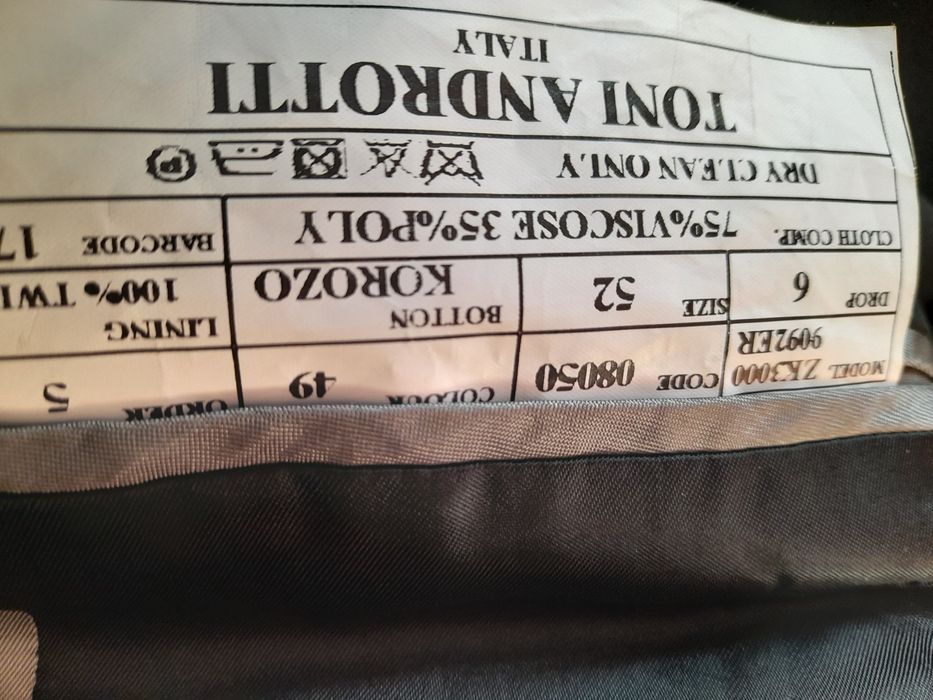 MODEL ZK3000 CODE 08050 COLOUR 49 ORDER 5
9092ER
DROP 6 SIZE 52 BOTTON KOROZO LINING 100% TWI
CLOTH COMP. 75%VISCOSE 35%POLY BARCODE 17
DRY CLEAN ONLY P
TONI ANDROTTI
ITALY